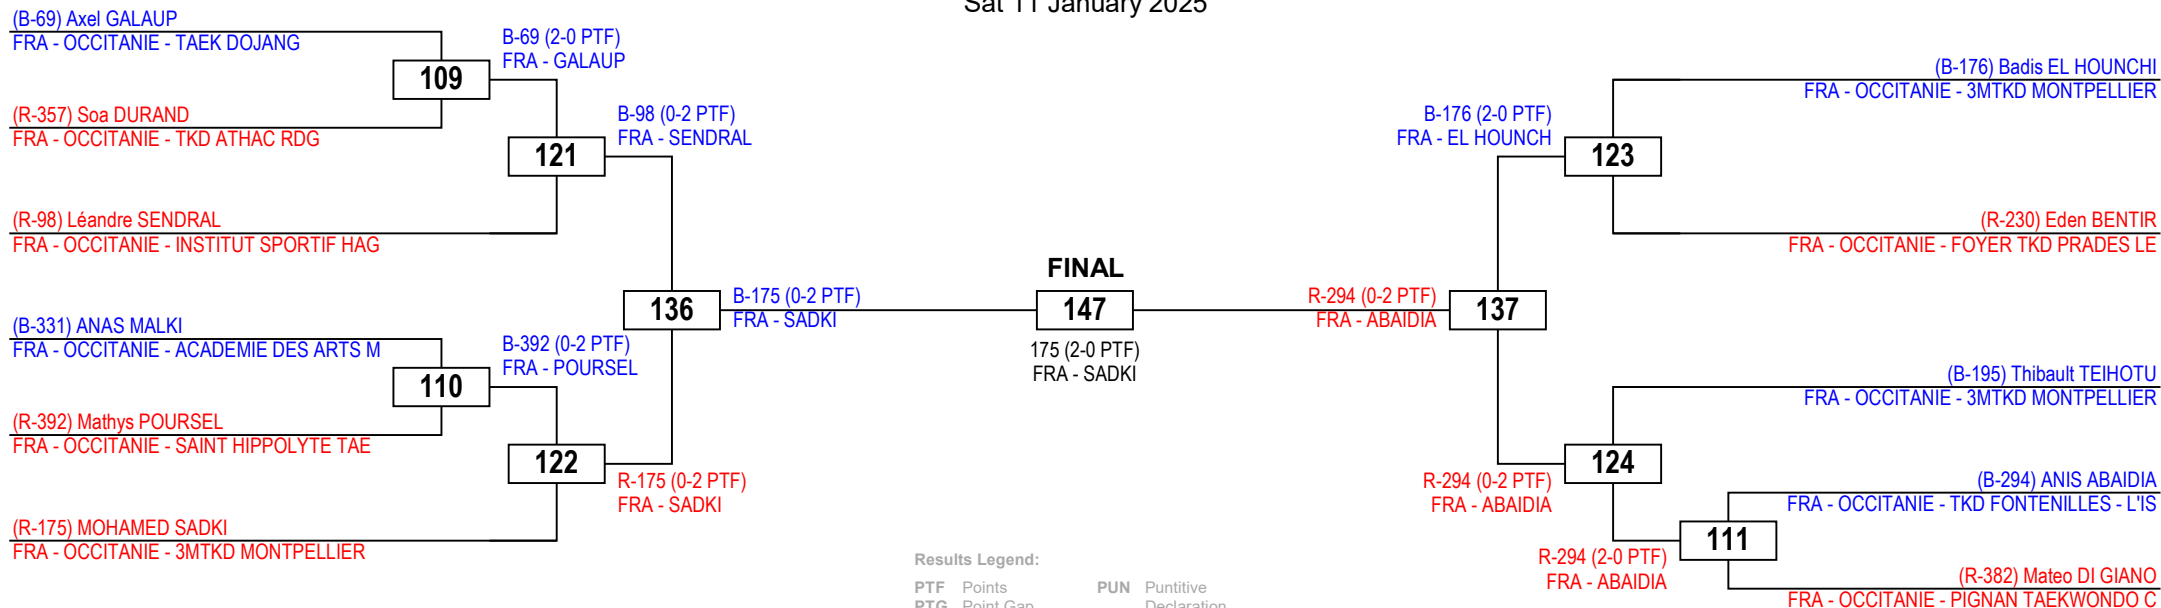 Sat 11 January 2025
(B-69) Axel GALAUP
FRA - OCCITANIE - TAEK DOJANG
B-69 (2-0 PTF)
FRA - GALAUP
109
(R-357) Soa DURAND
FRA - OCCITANIE - TKD ATHAC RDG
B-98 (0-2 PTF)
FRA - SENDRAL
121
(R-98) Léandre SENDRAL
FRA - OCCITANIE - INSTITUT SPORTIF HAG
136
B-175 (0-2 PTF)
FRA - SADKI
(B-331) ANAS MALKI
FRA - OCCITANIE - ACADEMIE DES ARTS M
B-392 (0-2 PTF)
FRA - POURSEL
110
(R-392) Mathys POURSEL
FRA - OCCITANIE - SAINT HIPPOLYTE TAE
122
R-175 (0-2 PTF)
FRA - SADKI
(R-175) MOHAMED SADKI
FRA - OCCITANIE - 3MTKD MONTPELLIER
FINAL
147
175 (2-0 PTF)
FRA - SADKI
(B-176) Badis EL HOUNCHI
FRA - OCCITANIE - 3MTKD MONTPELLIER
B-176 (2-0 PTF)
FRA - EL HOUNCH
123
(R-230) Eden BENTIR
FRA - OCCITANIE - FOYER TKD PRADES LE
R-294 (0-2 PTF)
FRA - ABAIDIA
137
(B-195) Thibault TEIHOTU
FRA - OCCITANIE - 3MTKD MONTPELLIER
124
R-294 (0-2 PTF)
FRA - ABAIDIA
(B-294) ANIS ABAIDIA
FRA - OCCITANIE - TKD FONTENILLES - L'IS
111
R-294 (2-0 PTF)
FRA - ABAIDIA
(R-382) Mateo DI GIANO
FRA - OCCITANIE - PIGNAN TAEKWONDO C
Results Legend:
PTF Points PUN Puntitive
PTG Point Gap Declaration